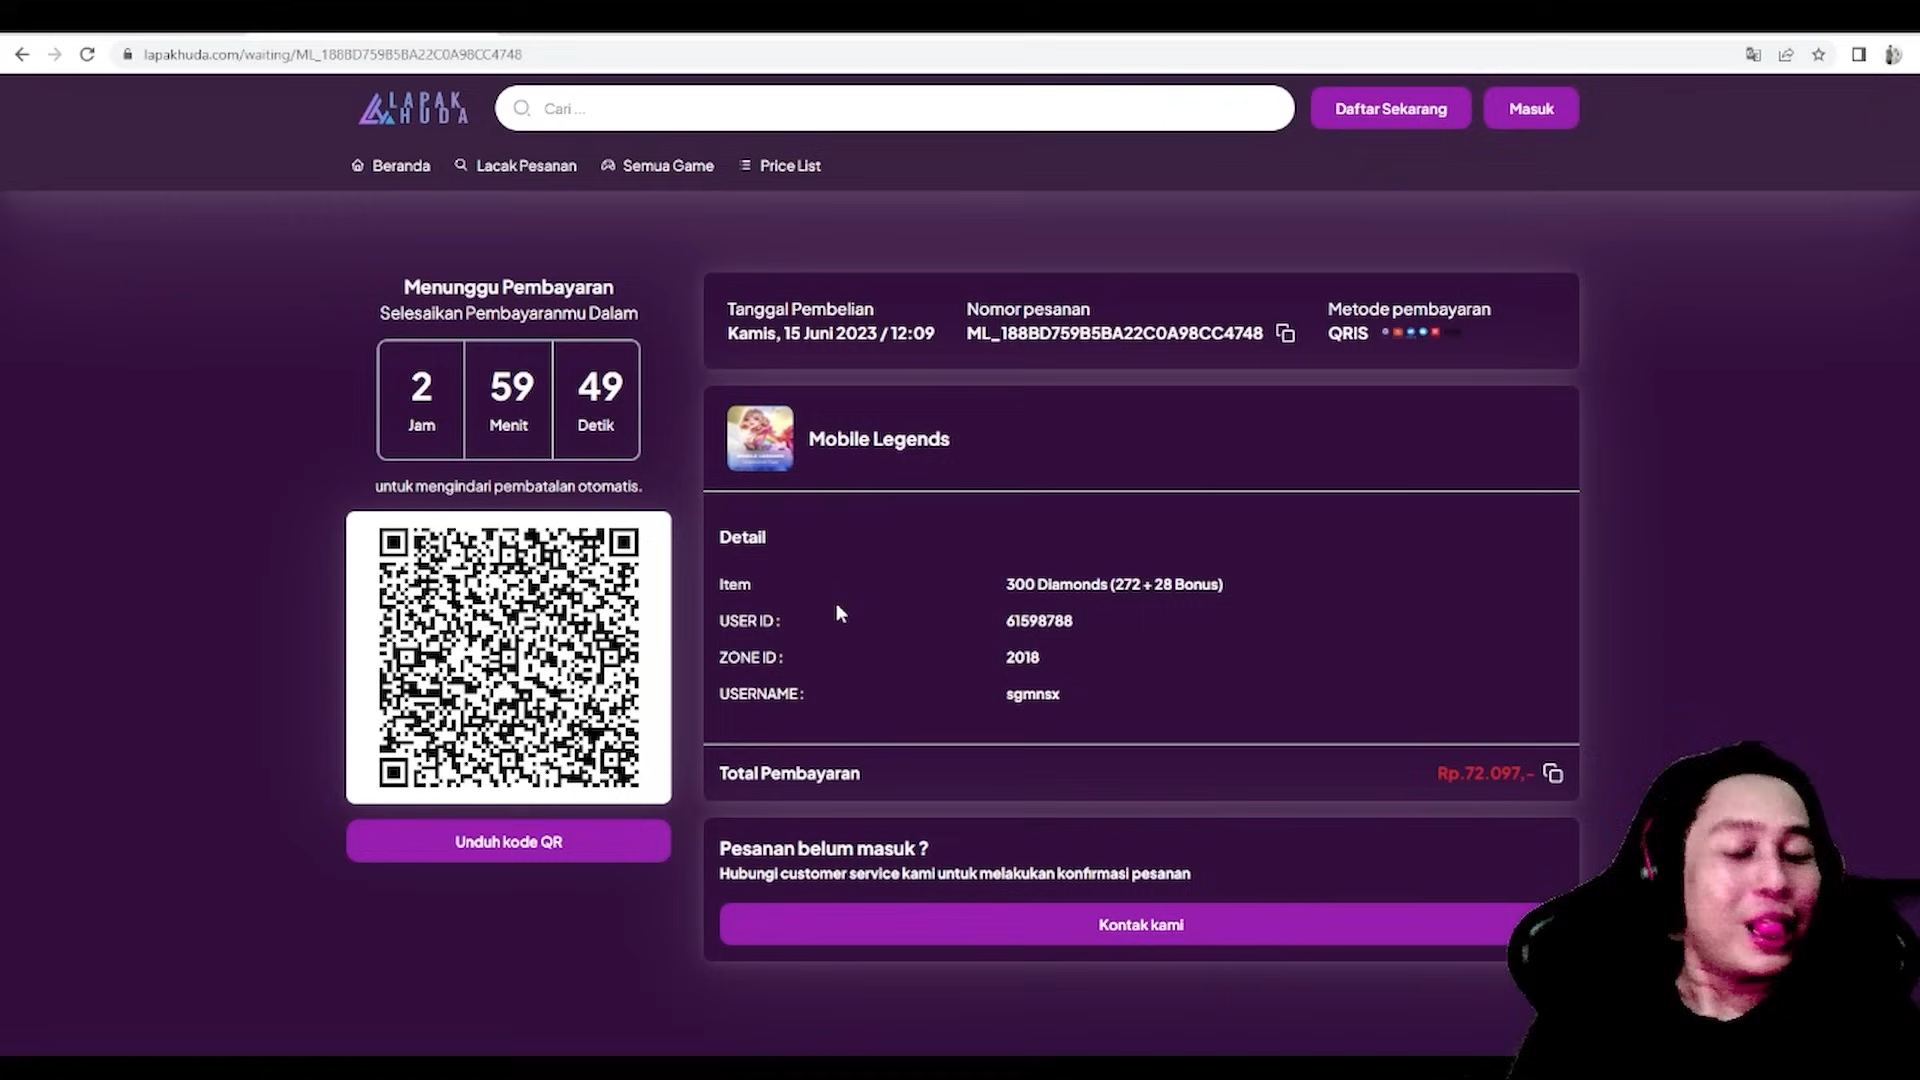 lapakhuda.com/waiting/ML_188BD759B5BA22C0A98CC4748
LAPAK
HUDA
Cari ...
Daftar Sekarang
Masuk
Beranda
Lacak Pesanan
Semua Game
Price List
Menunggu Pembayaran
Selesaikan Pembayaranmu Dalam
2 59 49
Jam Menit Detik
untuk mengindari pembatalan otomatis.
Unduh kode QR
Tanggal Pembelian
Kamis, 15 Juni 2023 / 12:09
Nomor pesanan
ML_188BD759B5BA22C0A98CC4748
Metode pembayaran
QRIS
Mobile Legends
Detail
Item 300 Diamonds (272 + 28 Bonus)
USER ID : 61598788
ZONE ID : 2018
USERNAME : sgmnsx
Total Pembayaran Rp.72.097,-
Pesanan belum masuk ?
Hubungi customer service kami untuk melakukan konfirmasi pesanan
Kontak kami